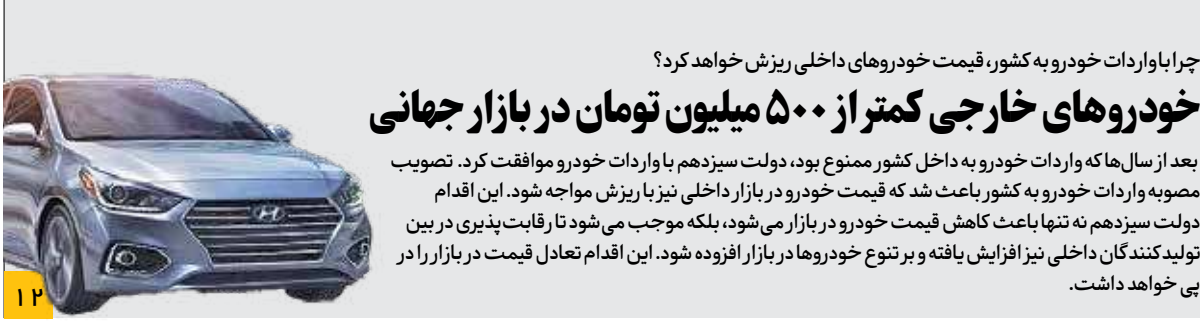 چرا با واردات خودرو به کشور، قیمت خودروهای داخلی ریزش خواهد کرد؟
خودروهای خارجی کمتر از ۵۰۰ میلیون تومان در بازار جهانی
بعد از سال‌ها که واردات خودرو به داخل کشور ممنوع بود، دولت سیزدهم با واردات خودرو موافقت کرد. تصویب
مصوبه واردات خودرو به کشور باعث شد که قیمت خودرو در بازار داخلی نیز با ریزش مواجه شود. این اقدام
دولت سیزدهم نه تنها باعث کاهش قیمت خودرو در بازار می‌شود، بلکه موجب می‌شود تا رقابت‌پذیری در بین
تولیدکنندگان داخلی نیز افزایش یافته و بر تنوع خودروها در بازار افزوده شود. این اقدام تعادل قیمت در بازار را در
پی خواهد داشت.
۱۲